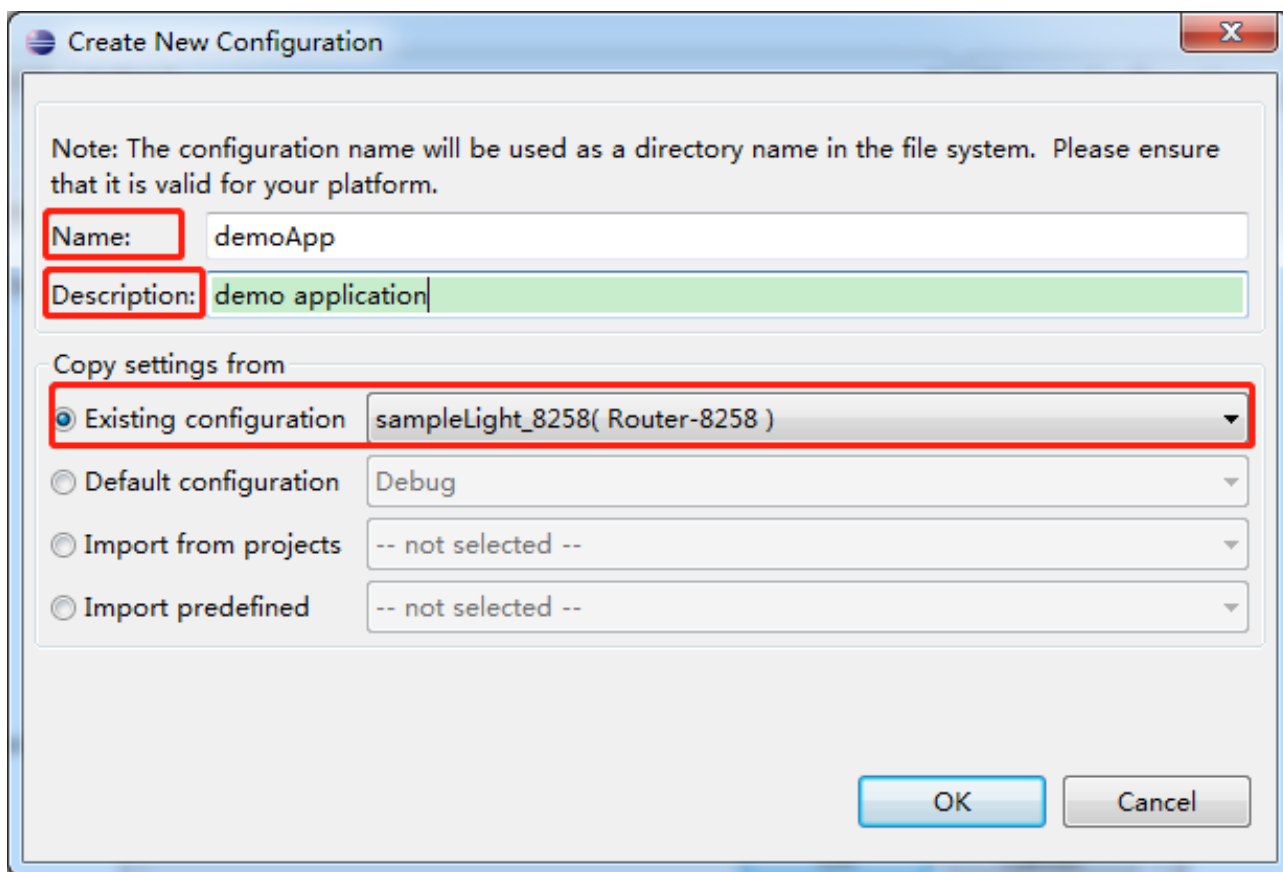 Create New Configuration
Note: The configuration name will be used as a directory name in the file system.  Please ensure
that it is valid for your platform.
Name: demoApp
Description: demo application
Copy settings from
Existing configuration sampleLight_8258( Router-8258 )
Default configuration Debug
Import from projects -- not selected --
Import predefined -- not selected --
OK Cancel